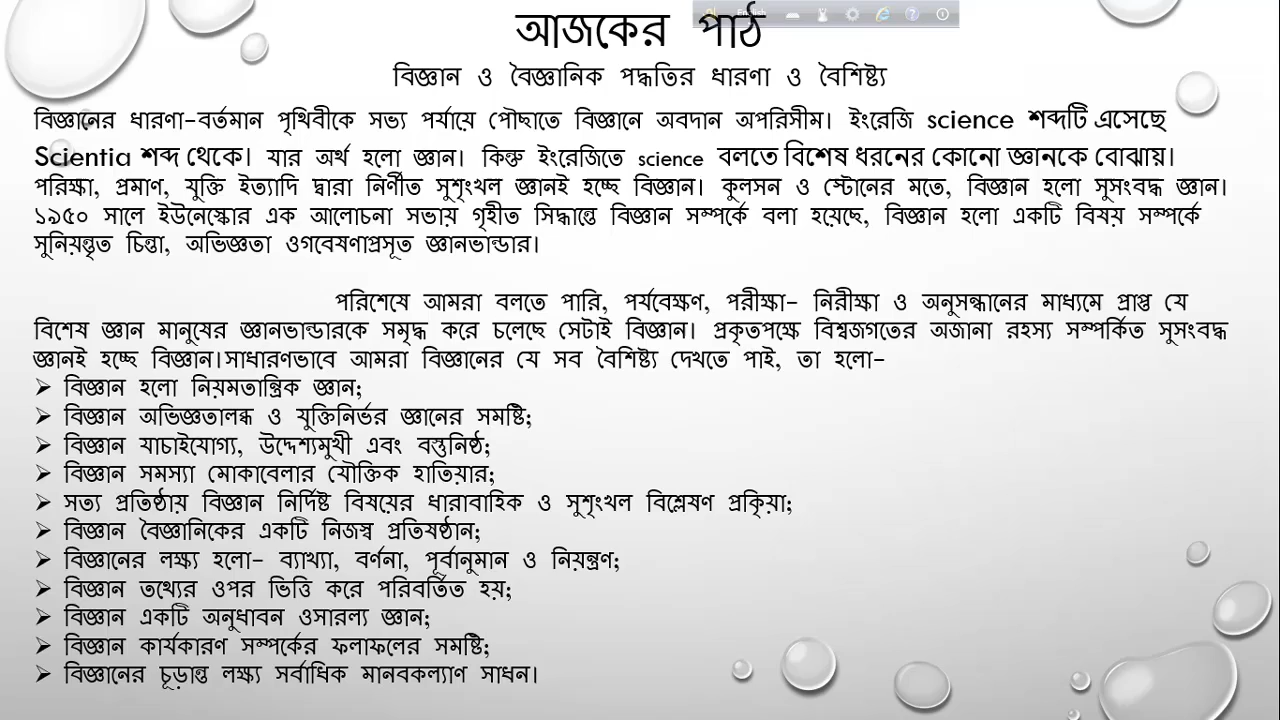 আজকের পাঠ
বিজ্ঞান ও বৈজ্ঞানিক পদ্ধতির ধারণা ও বৈশিষ্ট্য
বিজ্ঞানের ধারণা-বর্তমান পৃথিবীকে সভ্য পর্যায়ে পৌছাতে বিজ্ঞানে অবদান অপরিসীম। ইংরেজি science শব্দটি এসেছে
Scientia শব্দ থেকে। যার অর্থ হলো জ্ঞান। কিন্তু ইংরেজিতে science বলতে বিশেষ ধরনের কোনো জ্ঞানকে বোঝায়।
পরিক্ষা, প্রমাণ, যুক্তি ইত্যাদি দ্বারা নির্ণীত সুশৃংখল জ্ঞানই হচ্ছে বিজ্ঞান। কুলসন ও স্টোনের মতে, বিজ্ঞান হলো সুসংবদ্ধ জ্ঞান।
১৯৫০ সালে ইউনেস্কোর এক আলোচনা সভায় গৃহীত সিদ্ধান্তে বিজ্ঞান সম্পর্কে বলা হয়েছে, বিজ্ঞান হলো একটি বিষয় সম্পর্কে
সুনিয়ন্তৃত চিন্তা, অভিজ্ঞতা ওগবেষণাপ্রসূত জ্ঞানভান্ডার।
পরিশেষে আমরা বলতে পারি, পর্যবেক্ষণ, পরীক্ষা- নিরীক্ষা ও অনুসন্ধানের মাধ্যমে প্রাপ্ত যে
বিশেষ জ্ঞান মানুষের জ্ঞানভান্ডারকে সমৃদ্ধ করে চলেছে সেটাই বিজ্ঞান। প্রকৃতপক্ষে বিশ্বজগতের অজানা রহস্য সম্পর্কিত সুসংবদ্ধ
জ্ঞানই হচ্ছে বিজ্ঞান।সাধারণভাবে আমরা বিজ্ঞানের যে সব বৈশিষ্ট্য দেখতে পাই, তা হলো-
➢ বিজ্ঞান হলো নিয়মতান্ত্রিক জ্ঞান;
➢ বিজ্ঞান অভিজ্ঞতালব্ধ ও যুক্তিনির্ভর জ্ঞানের সমষ্টি;
➢ বিজ্ঞান যাচাইযোগ্য, উদ্দেশ্যমুখী এবং বস্তুনিষ্ঠ;
➢ বিজ্ঞান সমস্যা মোকাবেলার যৌক্তিক হাতিয়ার;
➢ সত্য প্রতিষ্ঠায় বিজ্ঞান নির্দিষ্ট বিষয়ের ধারাবাহিক ও সুশৃংখল বিশ্লেষণ প্রক্রিয়া;
➢ বিজ্ঞান বৈজ্ঞানিকের একটি নিজস্ব প্রতিষষ্ঠান;
➢ বিজ্ঞানের লক্ষ্য হলো- ব্যাখ্যা, বর্ণনা, পূর্বানুমান ও নিয়ন্ত্রণ;
➢ বিজ্ঞান তথ্যের ওপর ভিত্তি করে পরিবর্তিত হয়;
➢ বিজ্ঞান একটি অনুধাবন ওসারল্য জ্ঞান;
➢ বিজ্ঞান কার্যকারণ সম্পর্কের ফলাফলের সমষ্টি;
➢ বিজ্ঞানের চূড়ান্ত লক্ষ্য সর্বাধিক মানবকল্যাণ সাধন।